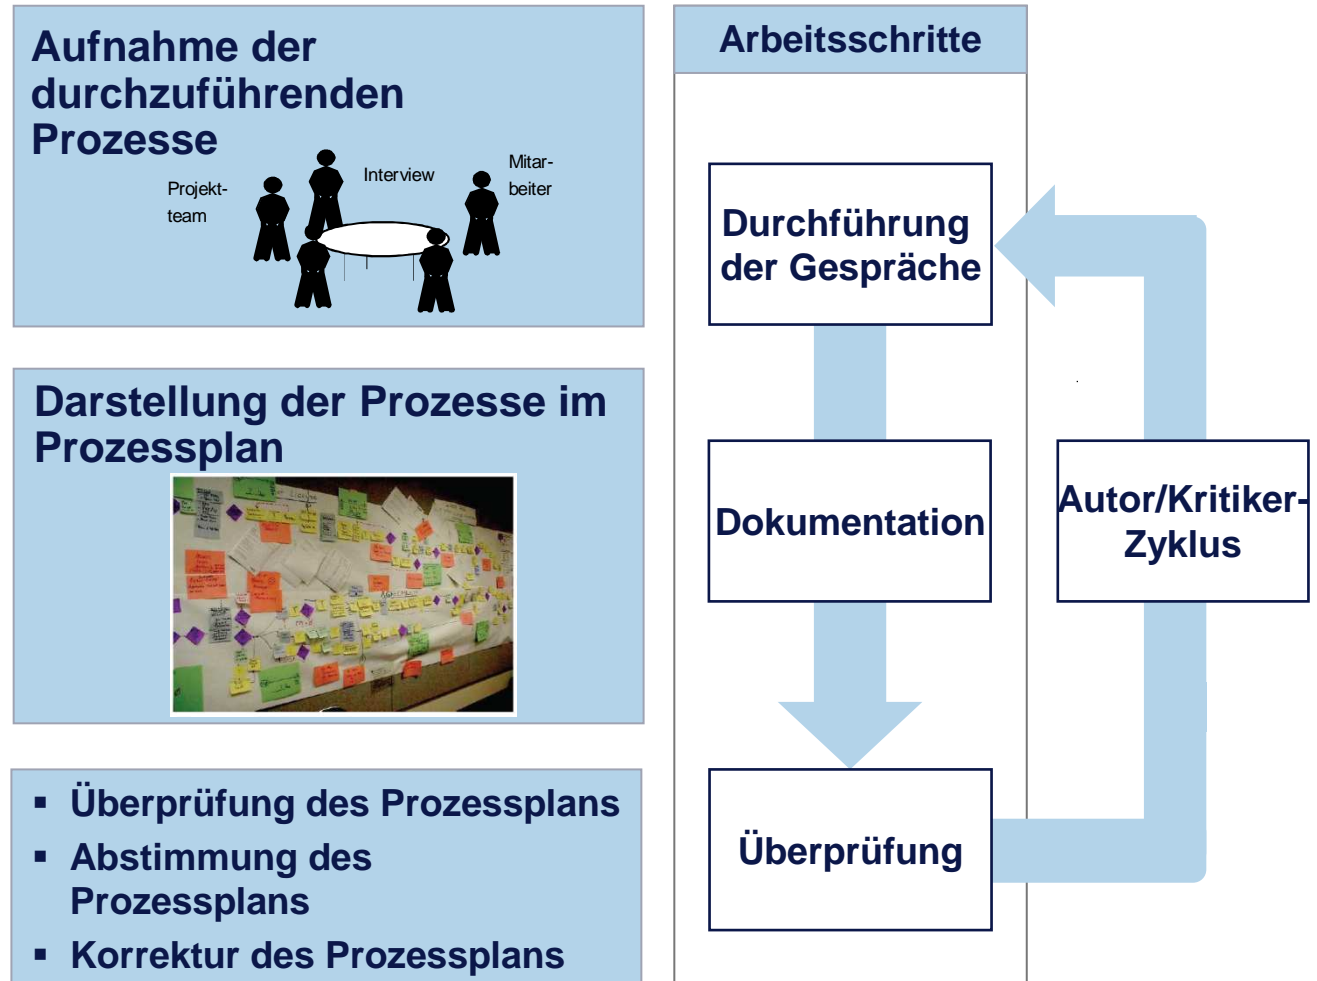 Aufnahme der
durchzuführenden
Prozesse
Projekt-
team
Interview
Mitar-
beiter
Darstellung der Prozesse im
Prozessplan
▪ Überprüfung des Prozessplans
▪ Abstimmung des
Prozessplans
▪ Korrektur des Prozessplans
Arbeitsschritte
Durchführung
der Gespräche
Dokumentation
Überprüfung
Autor/Kritiker-
Zyklus